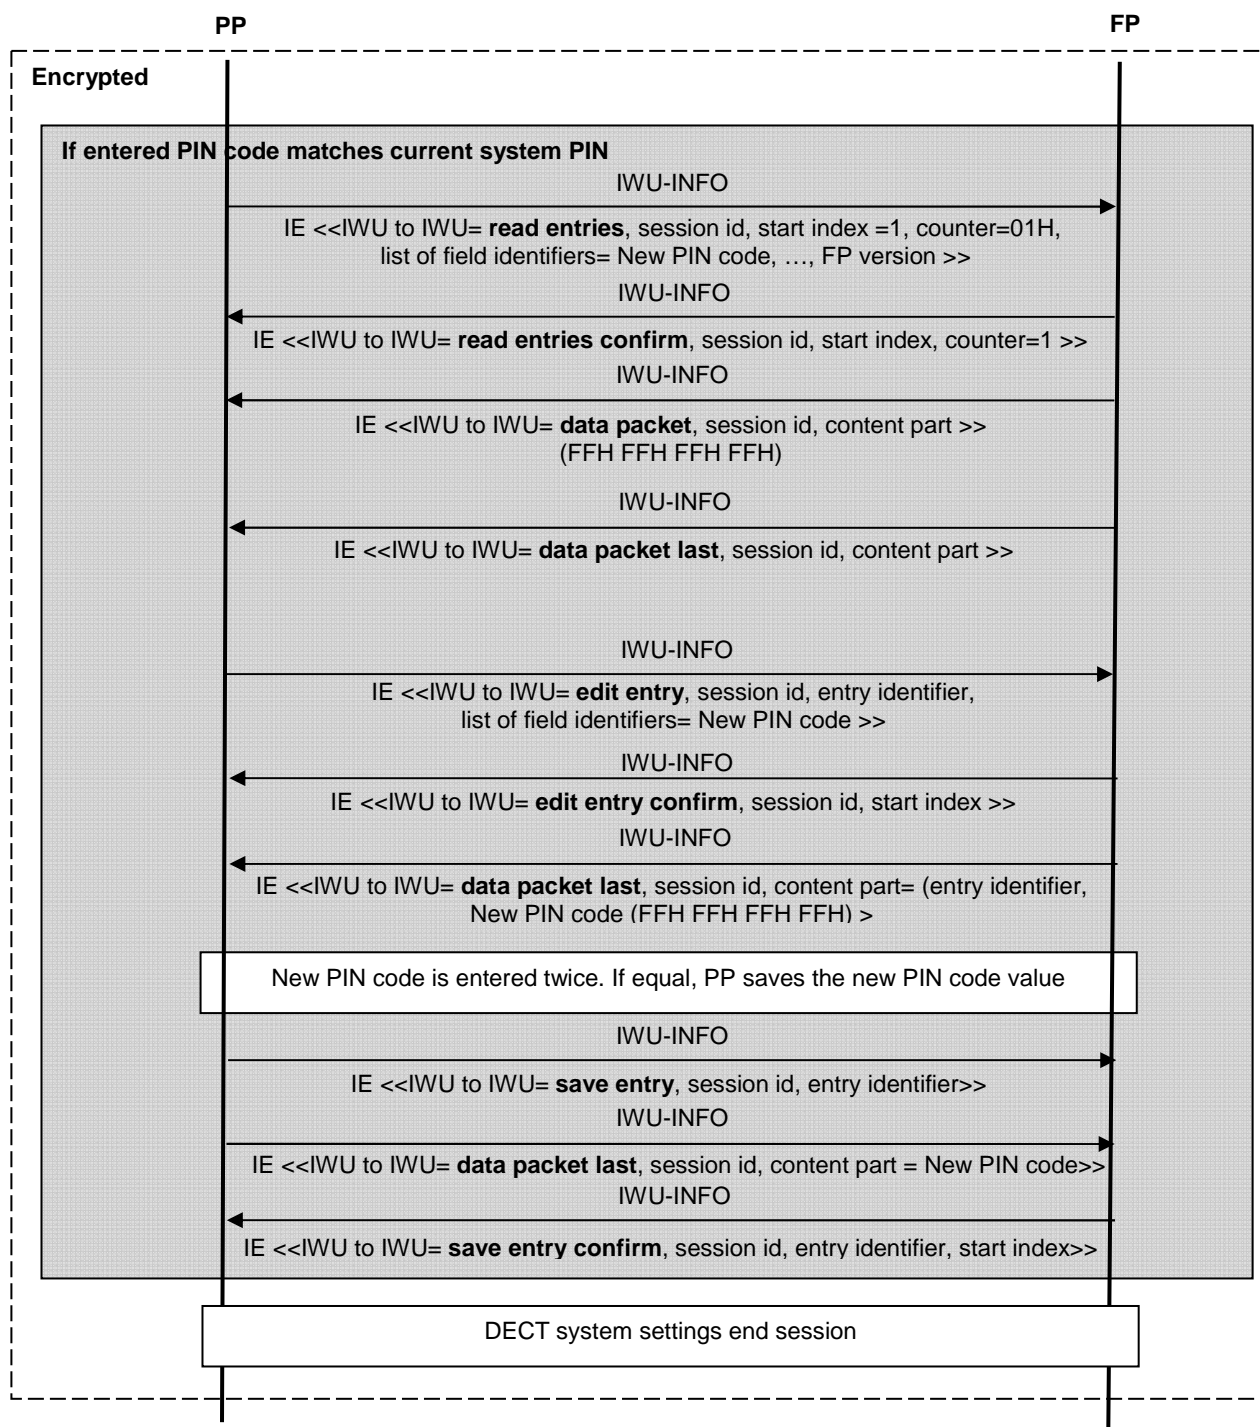 PP
FP
Encrypted
If entered PIN code matches current system PIN
IWU-INFO
IE <<IWU to IWU= read entries, session id, start index =1, counter=01H,
list of field identifiers= New PIN code, …, FP version >>
IWU-INFO
IE <<IWU to IWU= read entries confirm, session id, start index, counter=1 >>
IWU-INFO
IE <<IWU to IWU= data packet, session id, content part >>
(FFH FFH FFH FFH)
IWU-INFO
IE <<IWU to IWU= data packet last, session id, content part >>
IWU-INFO
IE <<IWU to IWU= edit entry, session id, entry identifier,
list of field identifiers= New PIN code >>
IWU-INFO
IE <<IWU to IWU= edit entry confirm, session id, start index >>
IWU-INFO
IE <<IWU to IWU= data packet last, session id, content part= (entry identifier,
New PIN code (FFH FFH FFH FFH) >
New PIN code is entered twice. If equal, PP saves the new PIN code value
IWU-INFO
IE <<IWU to IWU= save entry, session id, entry identifier>>
IWU-INFO
IE <<IWU to IWU= data packet last, session id, content part = New PIN code>>
IWU-INFO
IE <<IWU to IWU= save entry confirm, session id, entry identifier, start index>>
DECT system settings end session